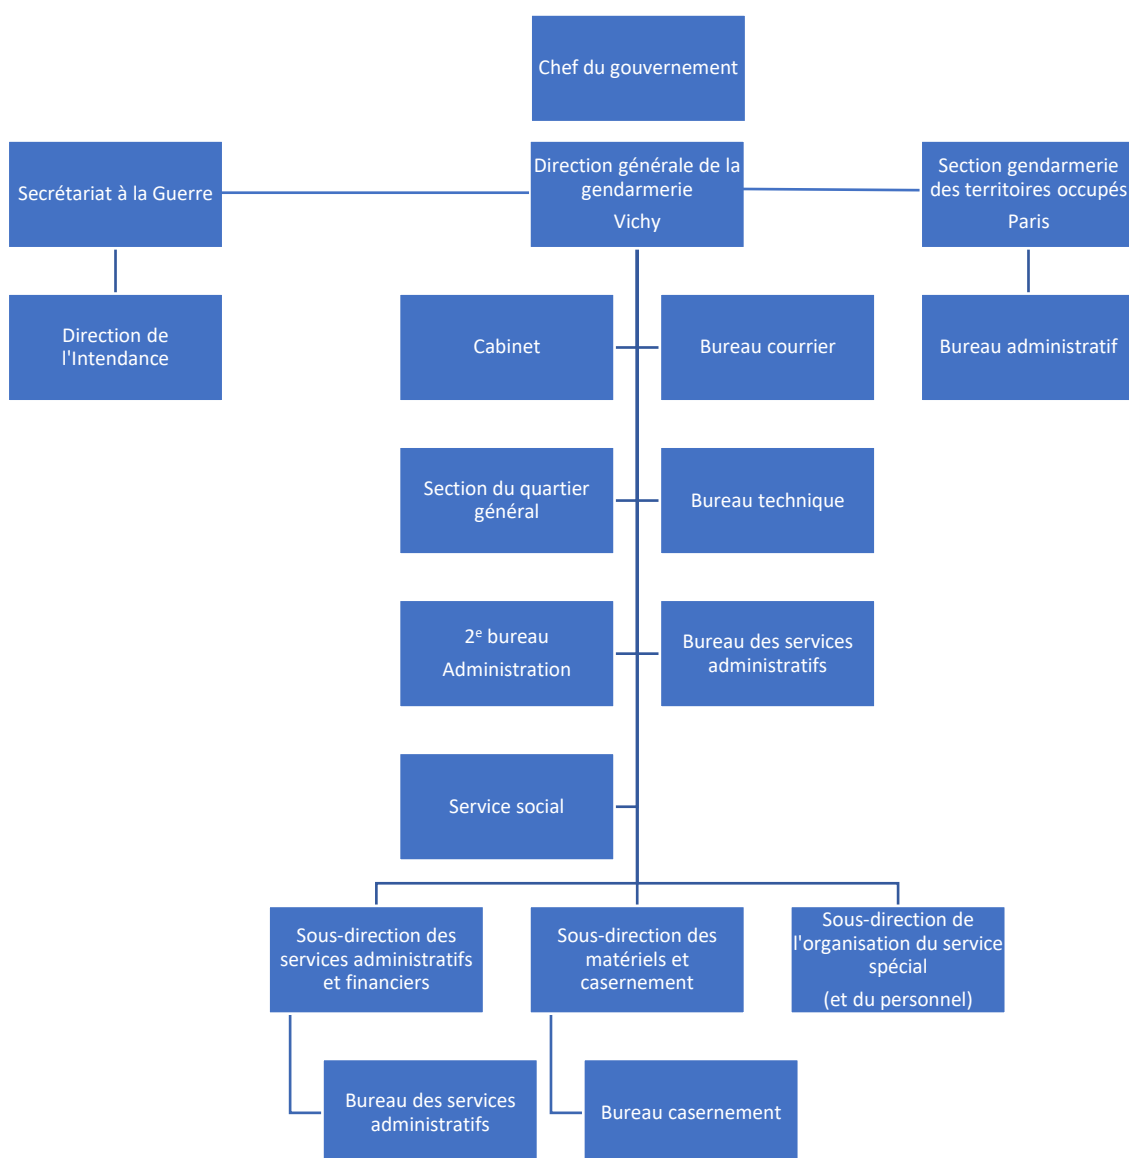 Chef du gouvernement
Secrétariat à la Guerre
Direction générale de la
gendarmerie
Vichy
Section gendarmerie
des territoires occupés
Paris
Direction de
l'Intendance
Cabinet
Bureau courrier
Bureau administratif
Section du quartier
général
Bureau technique
2ᵉ bureau
Administration
Bureau des services
administratifs
Service social
Sous-direction des
services administratifs
et financiers
Sous-direction des
matériels et
casernement
Sous-direction de
l'organisation du service
spécial
(et du personnel)
Bureau des services
administratifs
Bureau casernement